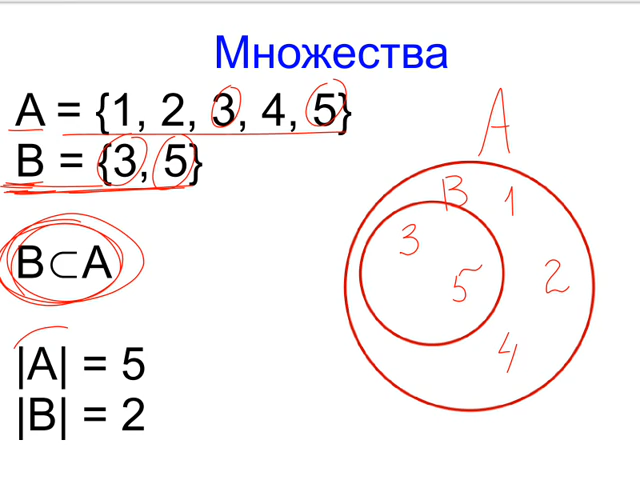 Множества
A = {1, 2, 3, 4, 5}
B = {3, 5}
B⊂A
|A| = 5
|B| = 2
A
B 1
3
5 2
4